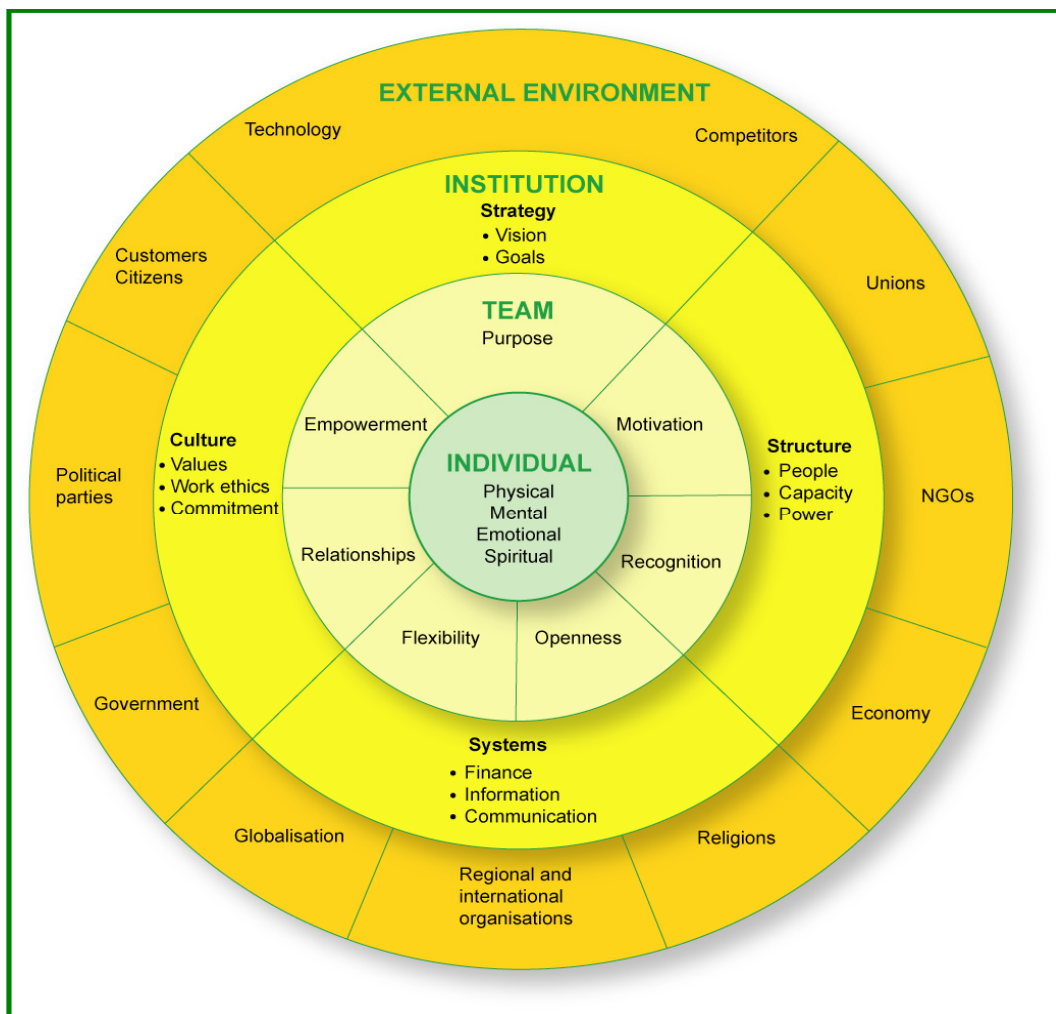 EXTERNAL ENVIRONMENT
Technology
Competitors
INSTITUTION
Strategy
• Vision
• Goals
Customers
Citizens
Unions
TEAM
Purpose
Empowerment
Motivation
Culture
• Values
• Work ethics
• Commitment
INDIVIDUAL
Physical
Mental
Emotional
Spiritual
Structure
• People
• Capacity
• Power
Political
parties
NGOs
Relationships
Recognition
Flexibility
Openness
Government
Economy
Systems
• Finance
• Information
• Communication
Globalisation
Religions
Regional and
international
organisations